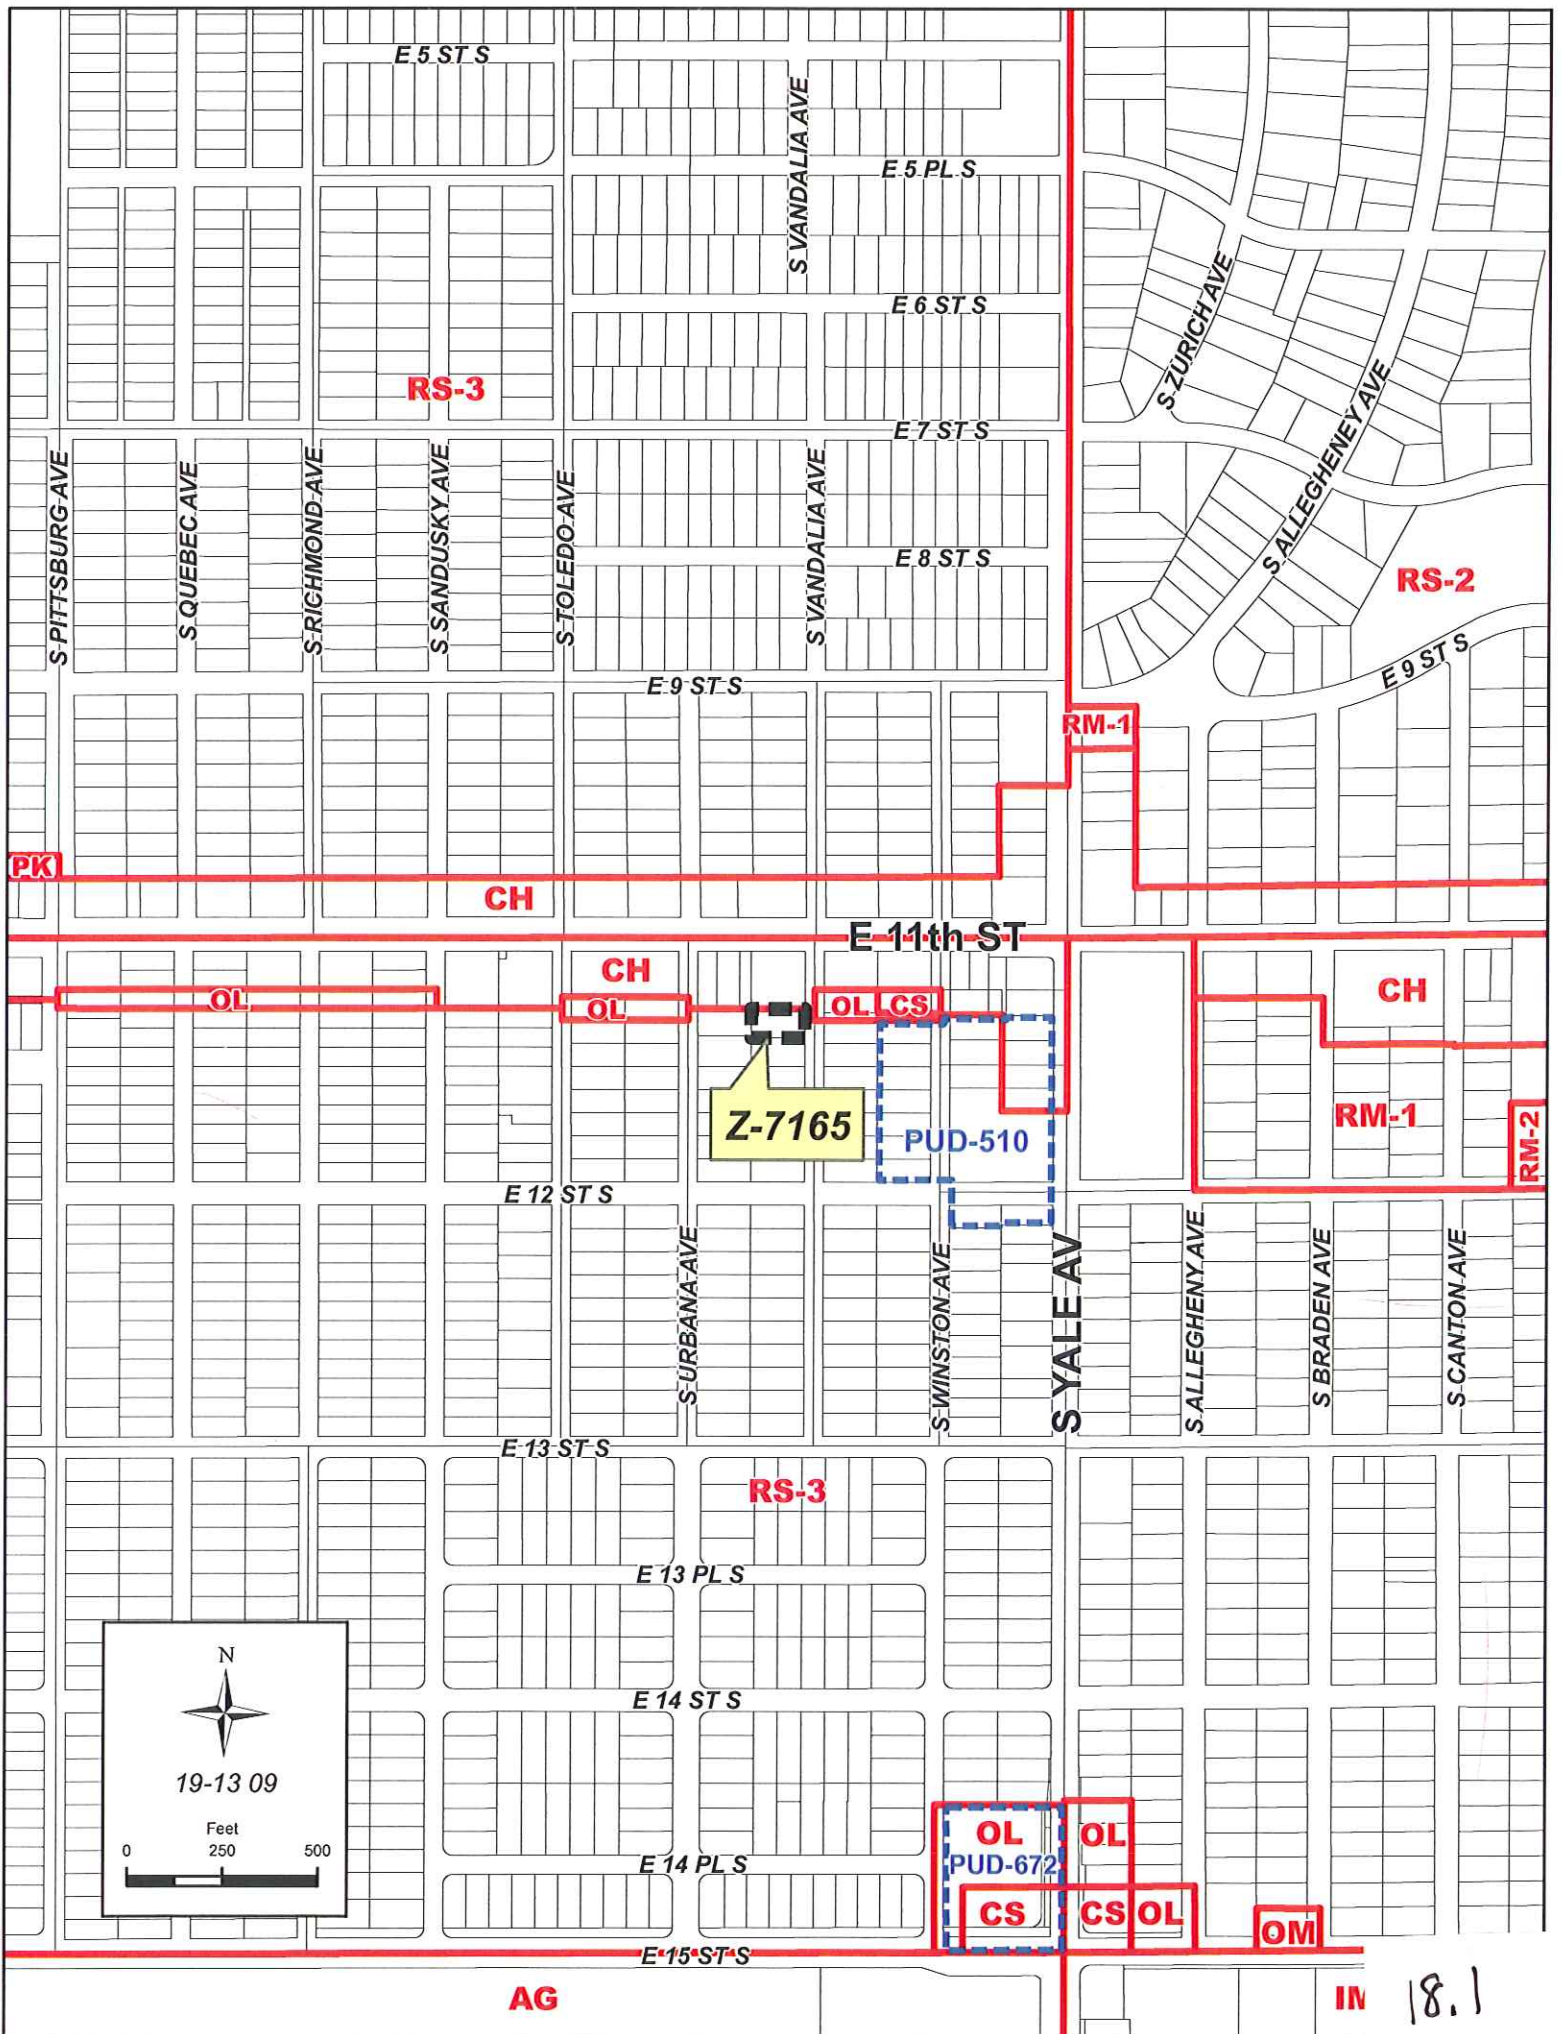 E 5 ST S
S VANDALIA AVE
E 5 PL S
E 6 ST S
S ZURICH AVE
RS-3
S ALLEGHENEY AVE
E 7 ST S
S PITTSBURG AVE
S QUEBEC AVE
S RICHMOND AVE
S SANDUSKY AVE
S TOLEDO AVE
S VANDALIA AVE
E 8 ST S
RS-2
E 9 ST S
E 9 ST S
RM-1
PK
CH
E 11th ST
CH
OL
OL
OL
CS
CH
Z-7165
PUD-510
RM-1
RM-2
E 12 ST S
S URBANA AVE
S WINSTON AVE
S YALE AV
S ALLEGHENY AVE
S BRADEN AVE
S CANTON AVE
E 13 ST S
RS-3
E 13 PL S
N
19-13 09
Feet
0 250 500
E 14 ST S
OL
OL
PUD-672
E 14 PL S
CS
CS
OL
OM
E 15 ST S
AG
18.1